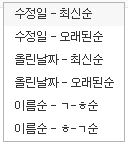 수정일 - 최신순
수정일 - 오래된순
올린날짜 - 최신순
올린날짜 - 오래된순
이름순 - ㄱ-ㅎ순
이름순 - ㅎ-ㄱ순